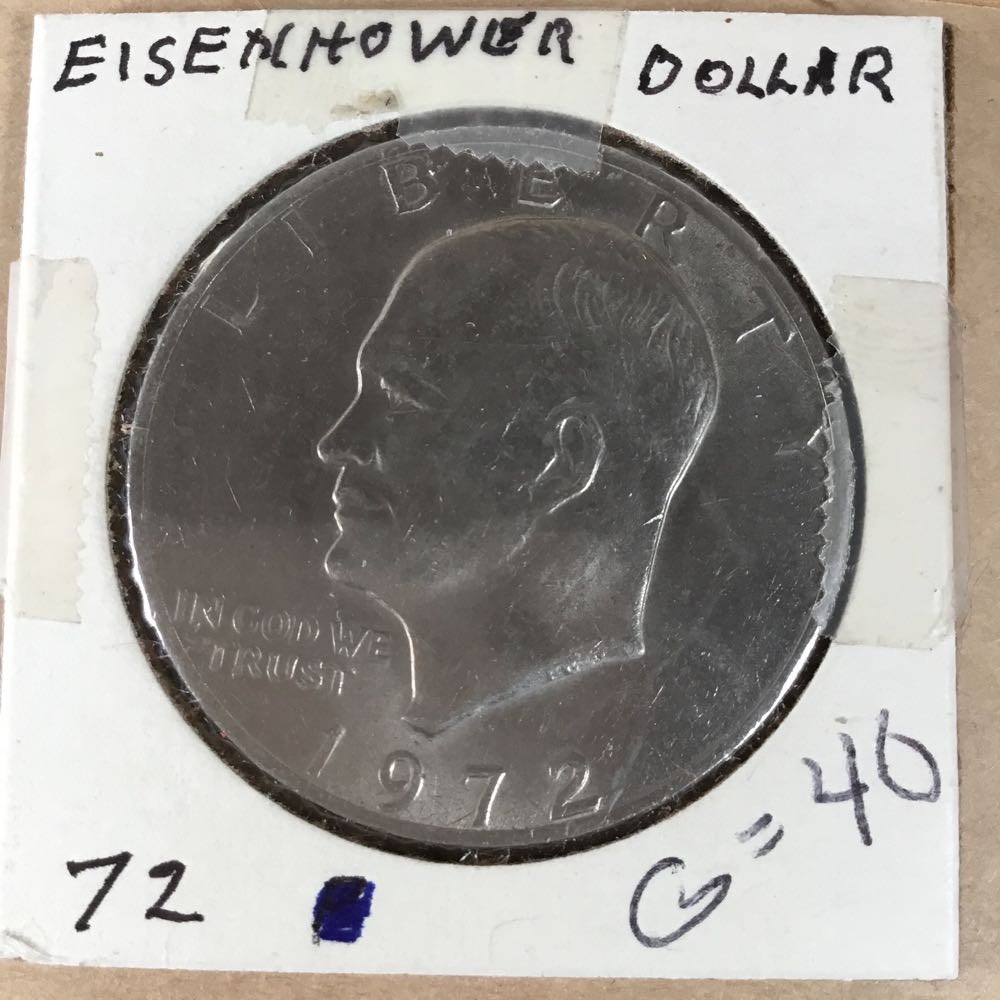 EISENHOWER DOLLAR
LIBERTY
IN GOD WE
TRUST
1972
72
G = 40